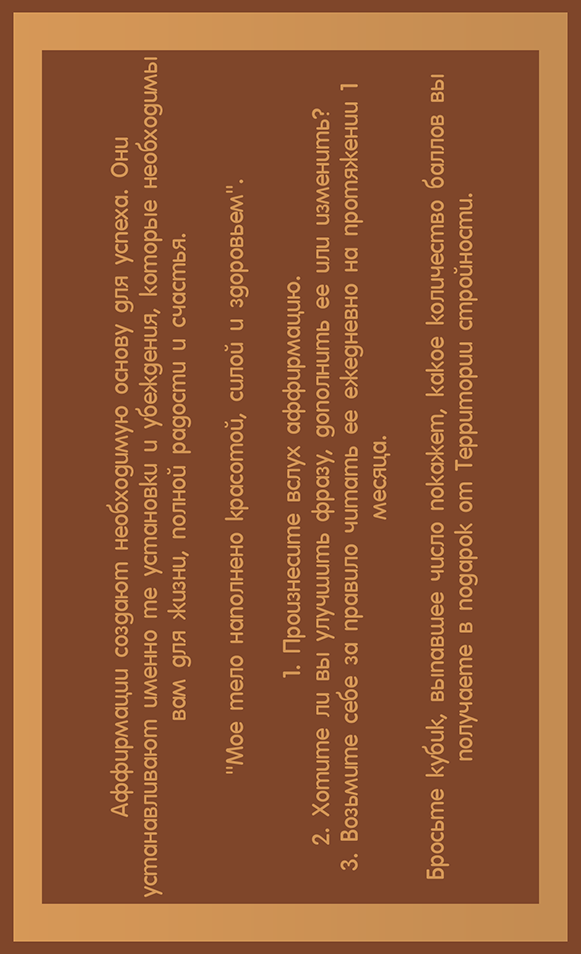 Аффирмации создают необходимую основу для успеха. Они
устанавливают именно те установки и убеждения, которые необходимы
вам для жизни, полной радости и счастья.
"Мое тело наполнено красотой, силой и здоровьем".
1. Произнесите вслух аффирмацию.
2. Хотите ли вы улучшить фразу, дополнить ее или изменить?
3. Возьмите себе за правило читать ее ежедневно на протяжении 1
месяца.
Бросьте кубик, выпавшее число покажет, какое количество баллов вы
получаете в подарок от Территории стройности.